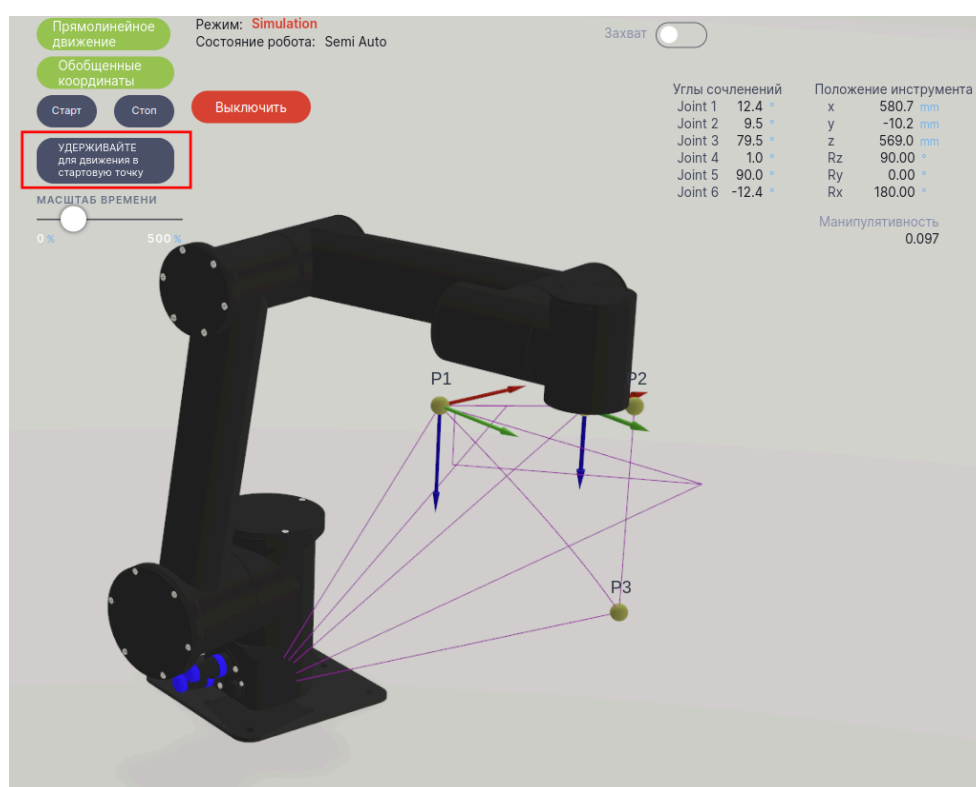 Прямолинейное
движение
Режим: Simulation
Состояние робота: Semi Auto
Захват
Обобщенные
координаты
Старт
Стоп
Выключить
УДЕРЖИВАЙТЕ
для движения в
стартовую точку
МАСШТАБ ВРЕМЕНИ
0 %
500 %
Углы сочленений
Joint 1 12.4 °
Joint 2 9.5 °
Joint 3 79.5 °
Joint 4 1.0 °
Joint 5 90.0 °
Joint 6 -12.4 °
Положение инструмента
x 580.7 mm
y -10.2 mm
z 569.0 mm
Rz 90.00 °
Ry 0.00 °
Rx 180.00 °
Манипулятивность
0.097
P1
P2
P3